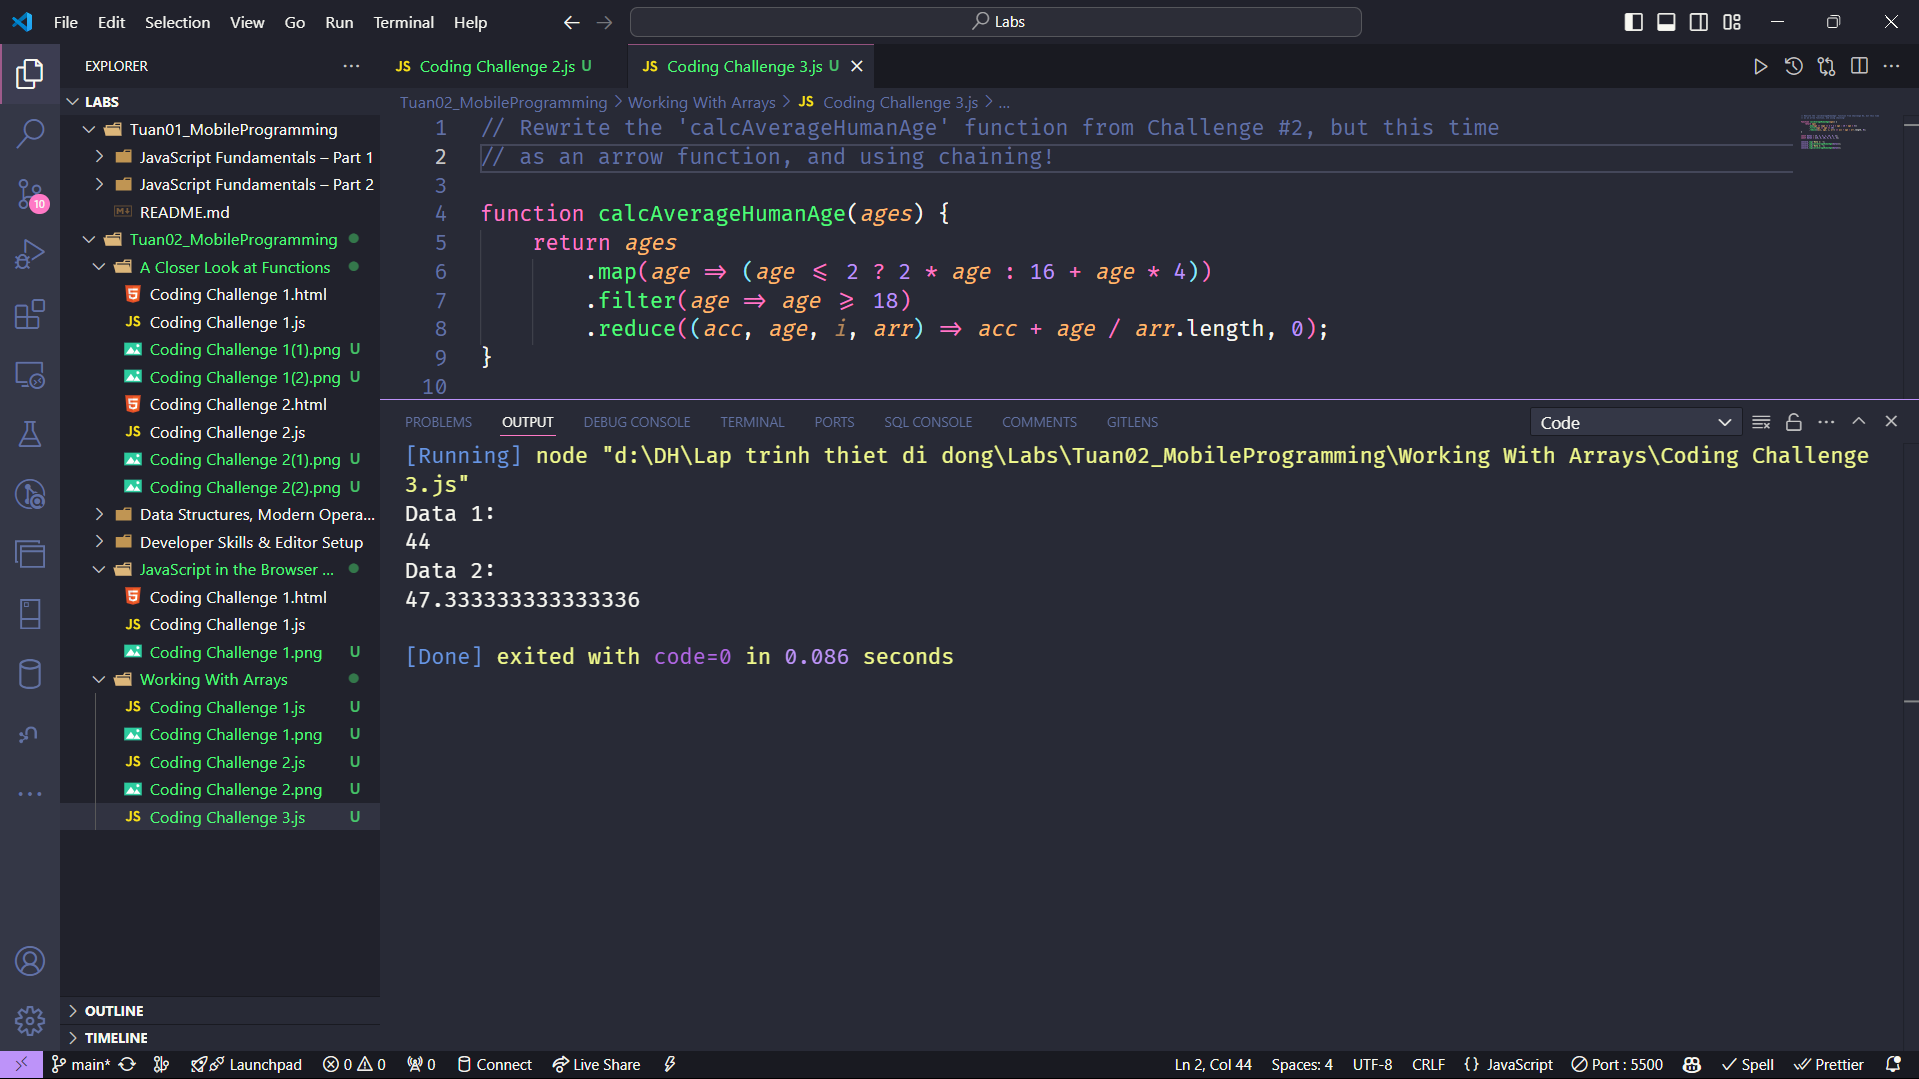 File Edit Selection View Go Run Terminal Help
Labs
EXPLORER
LABS
Tuan01_MobileProgramming
JavaScript Fundamentals – Part 1
JavaScript Fundamentals – Part 2
README.md
Tuan02_MobileProgramming
A Closer Look at Functions
Coding Challenge 1.html
JS Coding Challenge 1.js
Coding Challenge 1(1).png U
Coding Challenge 1(2).png U
Coding Challenge 2.html
JS Coding Challenge 2.js
Coding Challenge 2(1).png U
Coding Challenge 2(2).png U
Data Structures, Modern Opera...
Developer Skills & Editor Setup
JavaScript in the Browser ...
Coding Challenge 1.html
JS Coding Challenge 1.js
Coding Challenge 1.png U
Working With Arrays
JS Coding Challenge 1.js U
Coding Challenge 1.png U
JS Coding Challenge 2.js U
Coding Challenge 2.png U
JS Coding Challenge 3.js U
OUTLINE
TIMELINE
10
JS Coding Challenge 2.js U
JS Coding Challenge 3.js U
Tuan02_MobileProgramming > Working With Arrays > JS Coding Challenge 3.js > ...
1 // Rewrite the 'calcAverageHumanAge' function from Challenge #2, but this time
2 // as an arrow function, and using chaining!
3
4 function calcAverageHumanAge(ages) {
5 return ages
6 .map(age ⇒ (age ⩽ 2 ? 2 * age : 16 + age * 4))
7 .filter(age ⇒ age ⩾ 18)
8 .reduce((acc, age, i, arr) ⇒ acc + age / arr.length, 0);
9 }
10
PROBLEMS OUTPUT DEBUG CONSOLE TERMINAL PORTS SQL CONSOLE COMMENTS GITLENS
Code
[Running] node "d:\DH\Lap trinh thiet di dong\Labs\Tuan02_MobileProgramming\Working With Arrays\Coding Challenge
3.js"
Data 1:
44
Data 2:
47.333333333333336
[Done] exited with code=0 in 0.086 seconds
main* Launchpad 0 0 0 Connect Live Share
Ln 2, Col 44 Spaces: 4 UTF-8 CRLF {} JavaScript Port : 5500 Spell Prettier